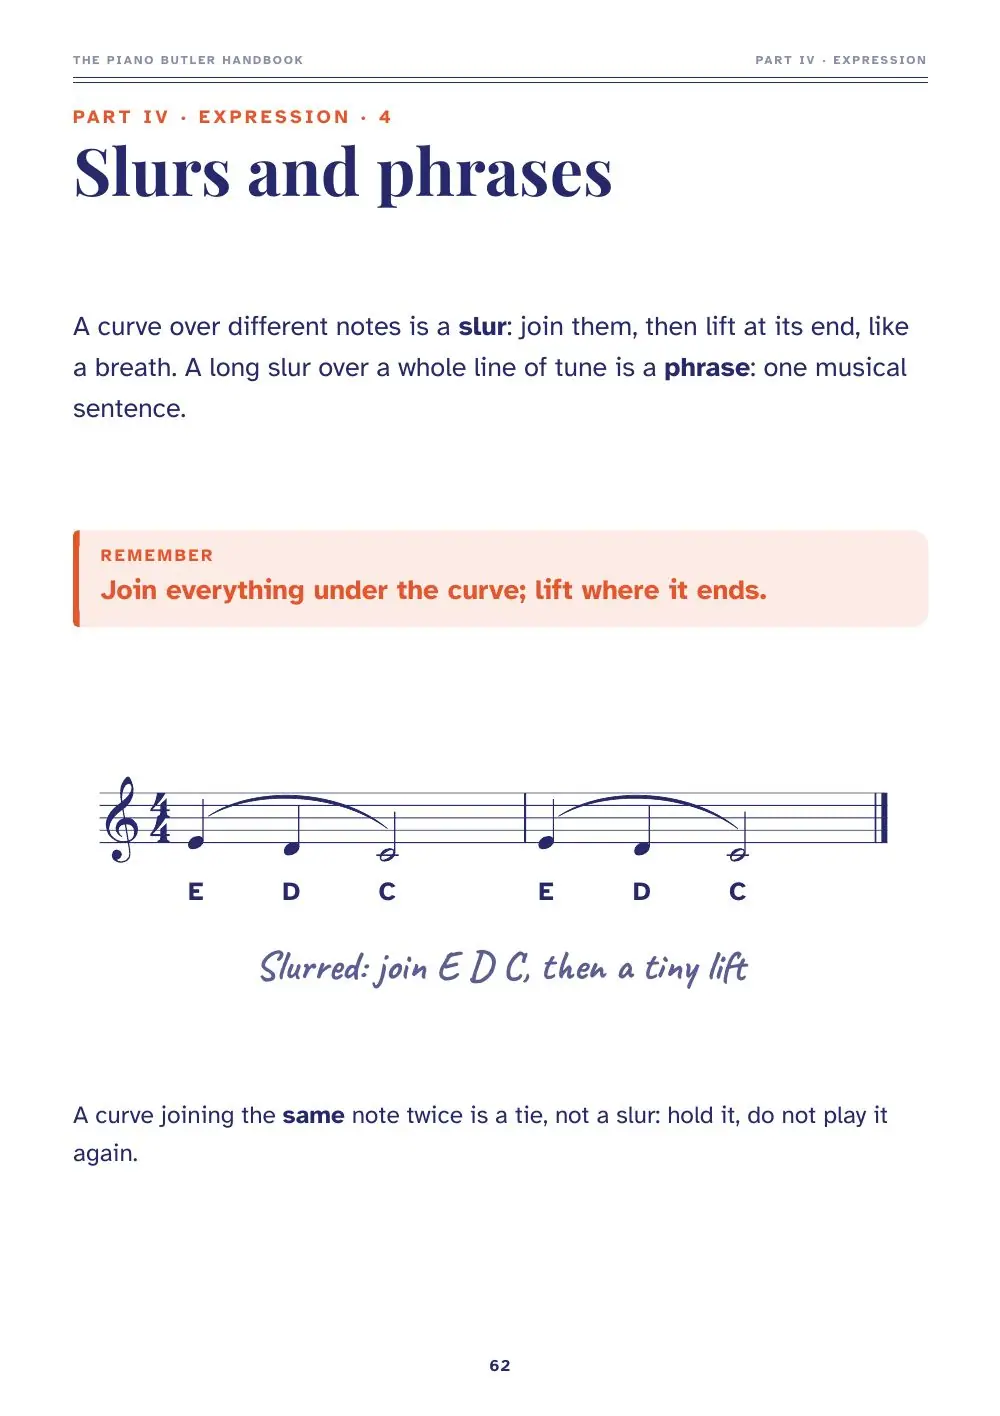 THE PIANO BUTLER HANDBOOK
PART IV · EXPRESSION
PART IV · EXPRESSION · 4
Slurs and phrases
A curve over different notes is a slur: join them, then lift at its end, like
a breath. A long slur over a whole line of tune is a phrase: one musical
sentence.
REMEMBER
Join everything under the curve; lift where it ends.
4
4
E D C E D C
Slurred: join E D C, then a tiny lift
A curve joining the same note twice is a tie, not a slur: hold it, do not play it
again.
62